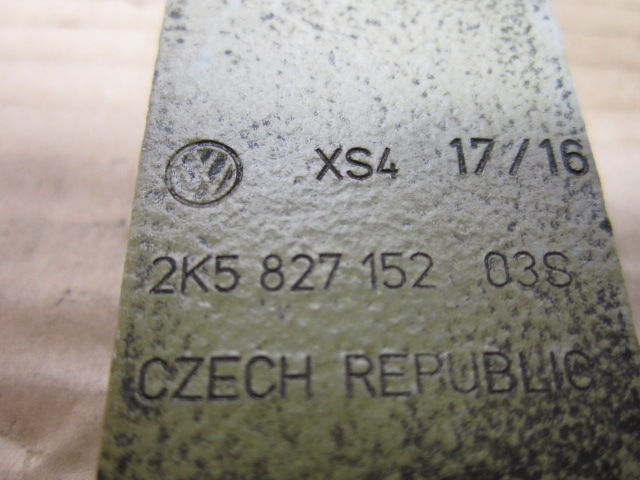 XS4 17/16
2K5 827 152 03S
CZECH REPUBLIC